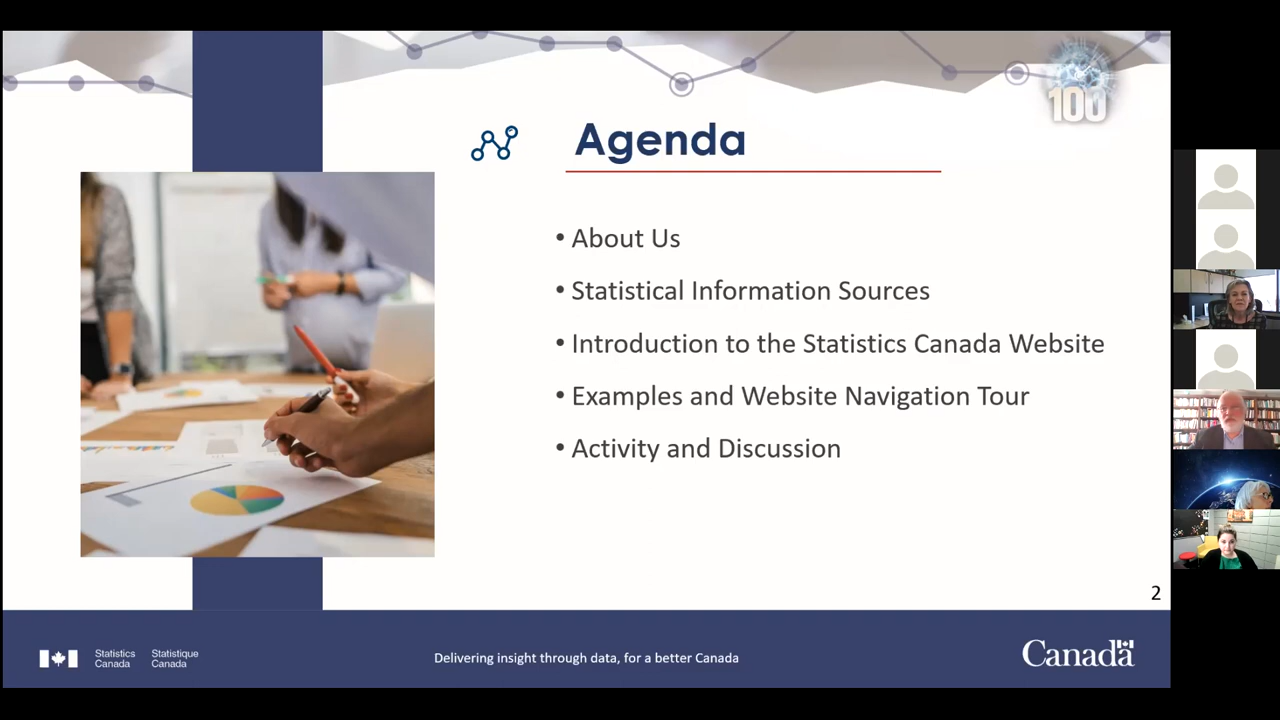 100
Agenda
• About Us
• Statistical Information Sources
• Introduction to the Statistics Canada Website
• Examples and Website Navigation Tour
• Activity and Discussion
2
Statistics Canada
Statistique Canada
Delivering insight through data, for a better Canada
Canada